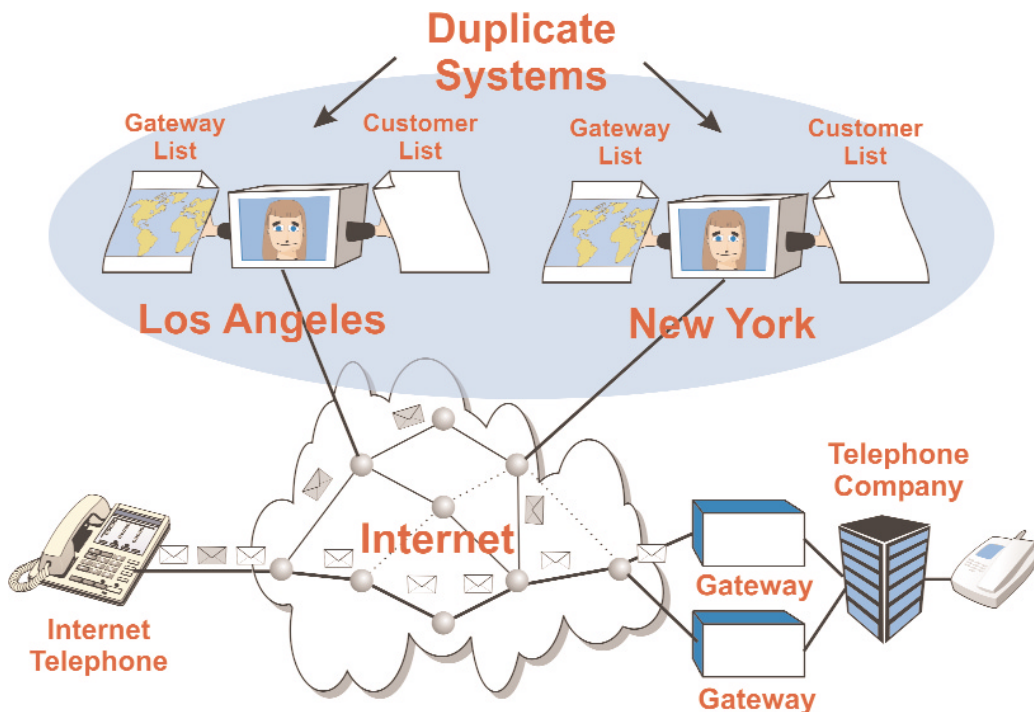 Duplicate
Systems
Gateway
List
Customer
List
Gateway
List
Customer
List
Los Angeles
New York
Internet
Telephone
Company
Gateway
Internet
Telephone
Gateway